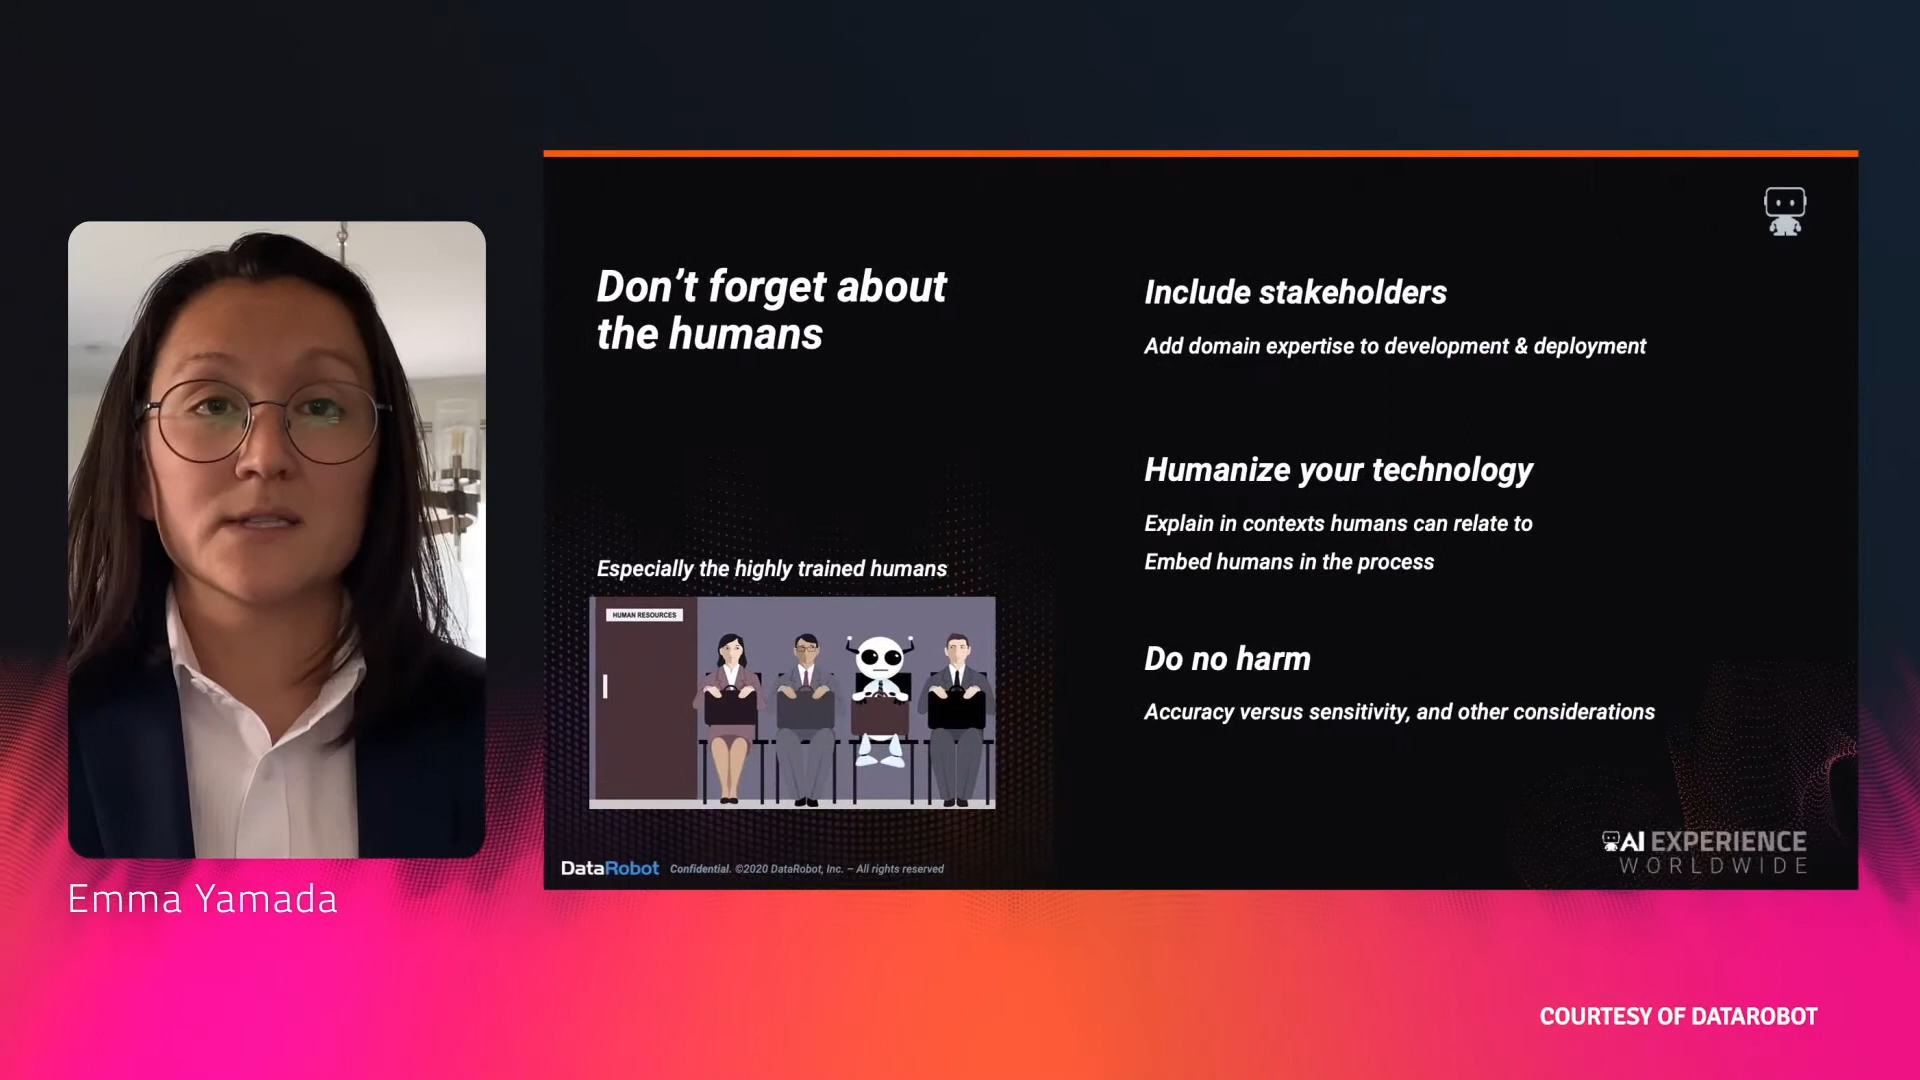 Don’t forget about
the humans
Especially the highly trained humans
HUMAN RESOURCES
Include stakeholders
Add domain expertise to development & deployment
Humanize your technology
Explain in contexts humans can relate to
Embed humans in the process
Do no harm
Accuracy versus sensitivity, and other considerations
DataRobot Confidential. ©2020 DataRobot, Inc. – All rights reserved
AI EXPERIENCE
WORLDWIDE
Emma Yamada
COURTESY OF DATAROBOT